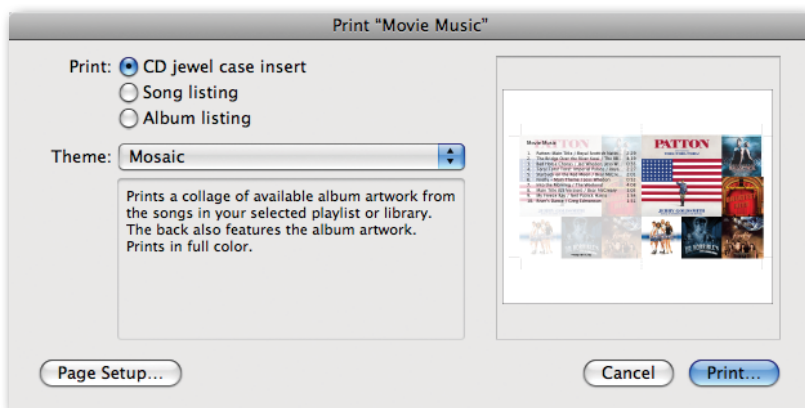 Print “Movie Music”
Print: CD jewel case insert
Song listing
Album listing
Theme: Mosaic
Prints a collage of available album artwork from
the songs in your selected playlist or library.
The back also features the album artwork.
Prints in full color.
Movie Music
PATTON
Page Setup...
Cancel
Print...